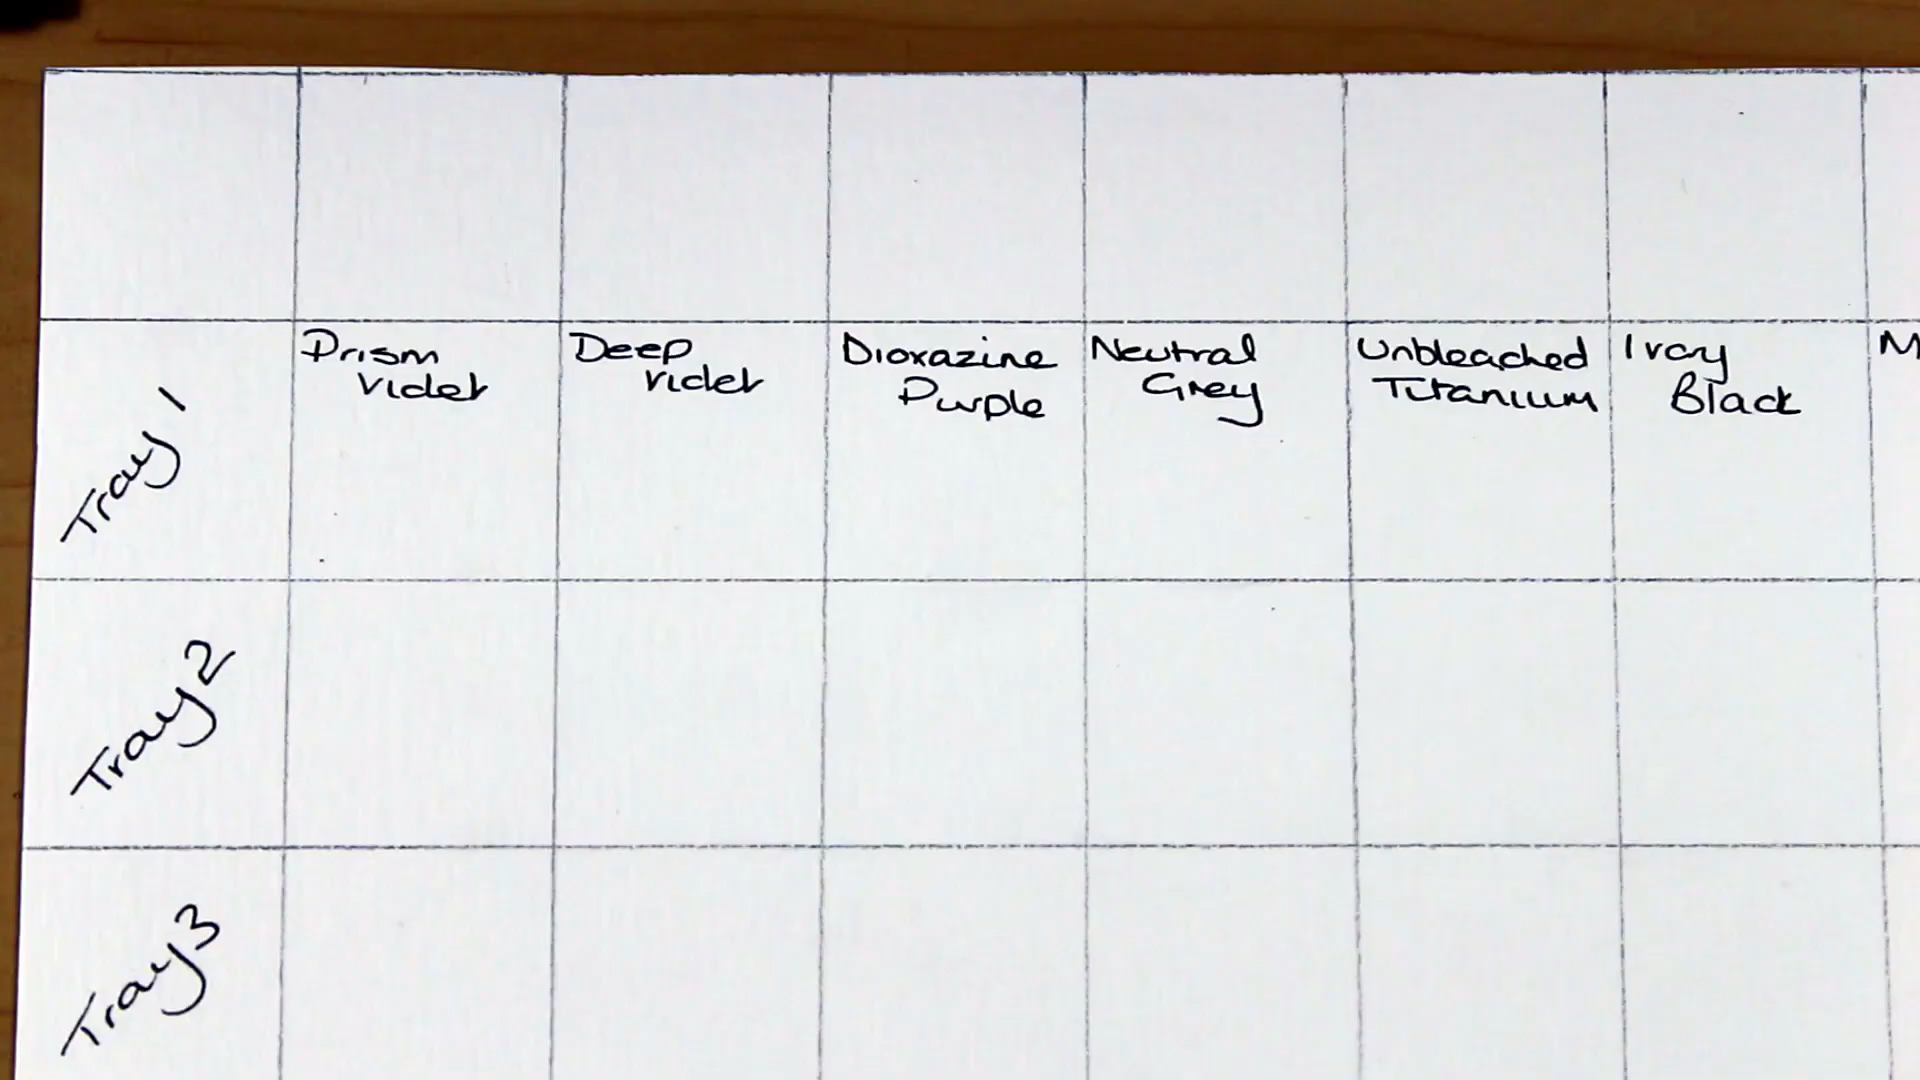 Prism
Violet
Deep
Violet
Dioxazine
Purple
Neutral
Grey
Unbleached
Titanium
Ivory
Black
M
Tray 1
Tray 2
Tray 3